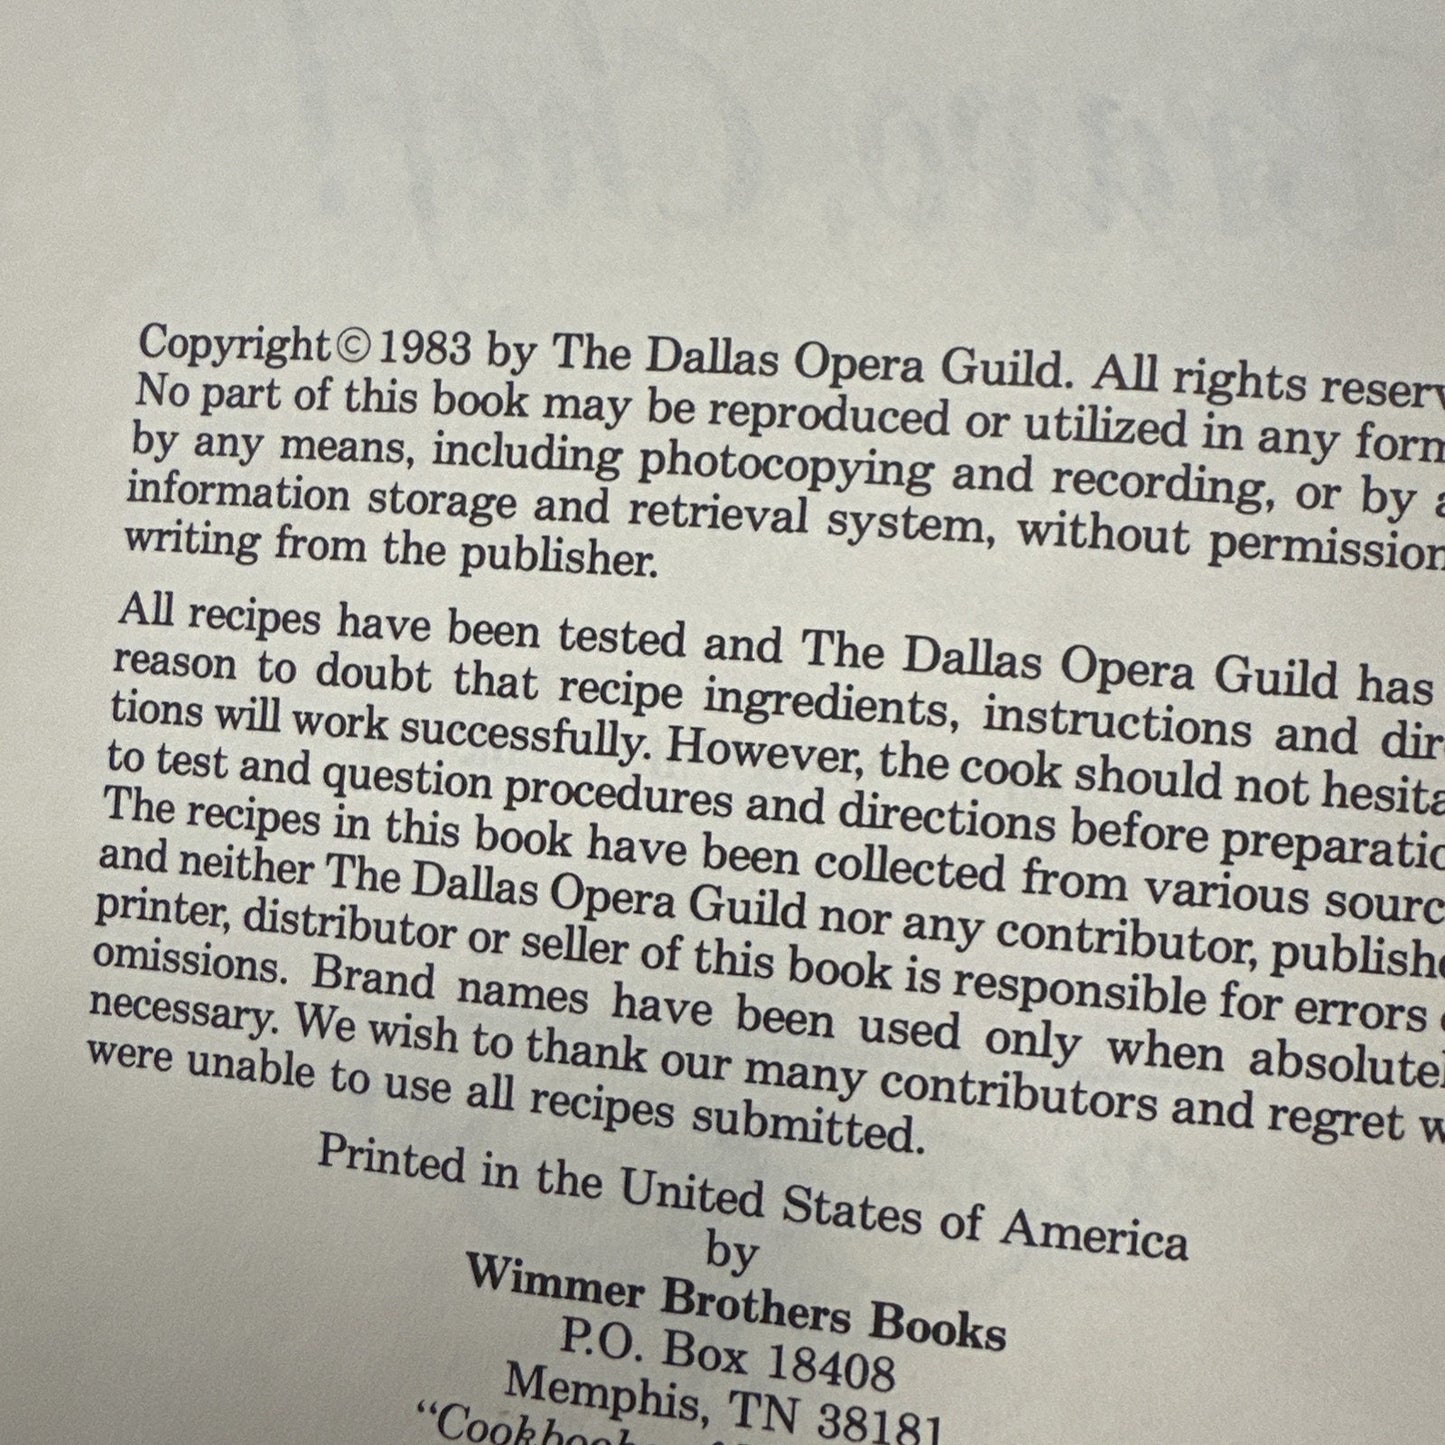 Copyright©1983 by The Dallas Opera Guild. All rights reserv
No part of this book may be reproduced or utilized in any form
by any means, including photocopying and recording, or by a
information storage and retrieval system, without permission
writing from the publisher.
All recipes have been tested and The Dallas Opera Guild has
reason to doubt that recipe ingredients, instructions and dir
tions will work successfully. However, the cook should not hesita
to test and question procedures and directions before preparatio
The recipes in this book have been collected from various sourc
and neither The Dallas Opera Guild nor any contributor, publishe
printer, distributor or seller of this book is responsible for errors o
omissions. Brand names have been used only when absolutel
necessary. We wish to thank our many contributors and regret w
were unable to use all recipes submitted.
Printed in the United States of America
by
Wimmer Brothers Books
P.O. Box 18408
Memphis, TN 38181